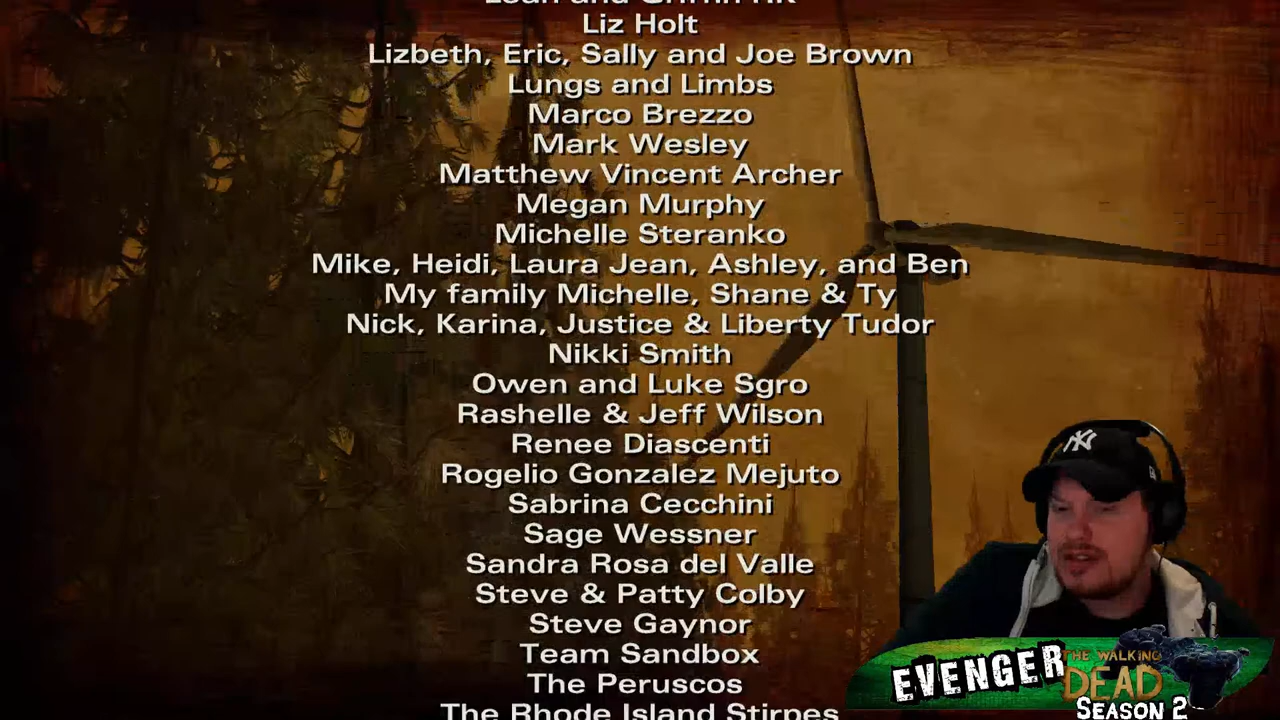 Liz Holt
Lizbeth, Eric, Sally and Joe Brown
Lungs and Limbs
Marco Brezzo
Mark Wesley
Matthew Vincent Archer
Megan Murphy
Michelle Steranko
Mike, Heidi, Laura Jean, Ashley, and Ben
My family Michelle, Shane & Ty
Nick, Karina, Justice & Liberty Tudor
Nikki Smith
Owen and Luke Sgro
Rashelle & Jeff Wilson
Renee Diascenti
Rogelio Gonzalez Mejuto
Sabrina Cecchini
Sage Wessner
Sandra Rosa del Valle
Steve & Patty Colby
Steve Gaynor
Team Sandbox
The Peruscos
The Rhode Island Stirpes
NY
EVENGER
THE WALKING
DEAD
SEASON 2